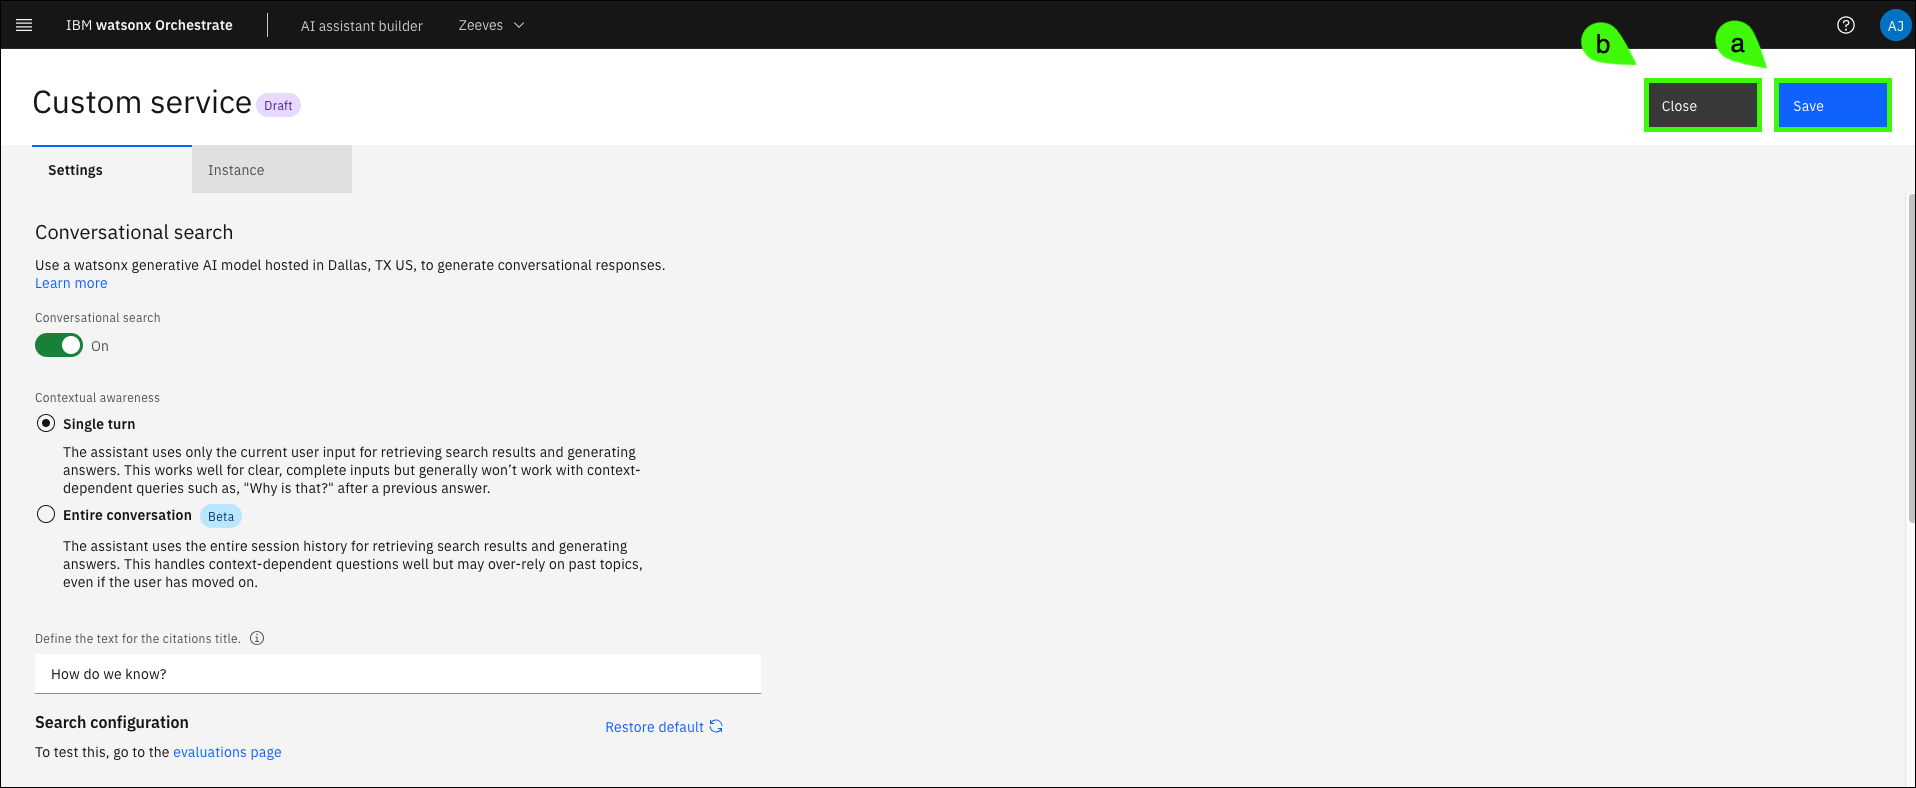 IBM watsonx Orchestrate AI assistant builder Zeeves AJ
b a
Custom service Draft Close Save
Settings Instance
Conversational search
Use a watsonx generative AI model hosted in Dallas, TX US, to generate conversational responses.
Learn more
Conversational search
On
Contextual awareness
Single turn
The assistant uses only the current user input for retrieving search results and generating
answers. This works well for clear, complete inputs but generally won’t work with context-
dependent queries such as, "Why is that?" after a previous answer.
Entire conversation Beta
The assistant uses the entire session history for retrieving search results and generating
answers. This handles context-dependent questions well but may over-rely on past topics,
even if the user has moved on.
Define the text for the citations title.
How do we know?
Search configuration Restore default
To test this, go to the evaluations page